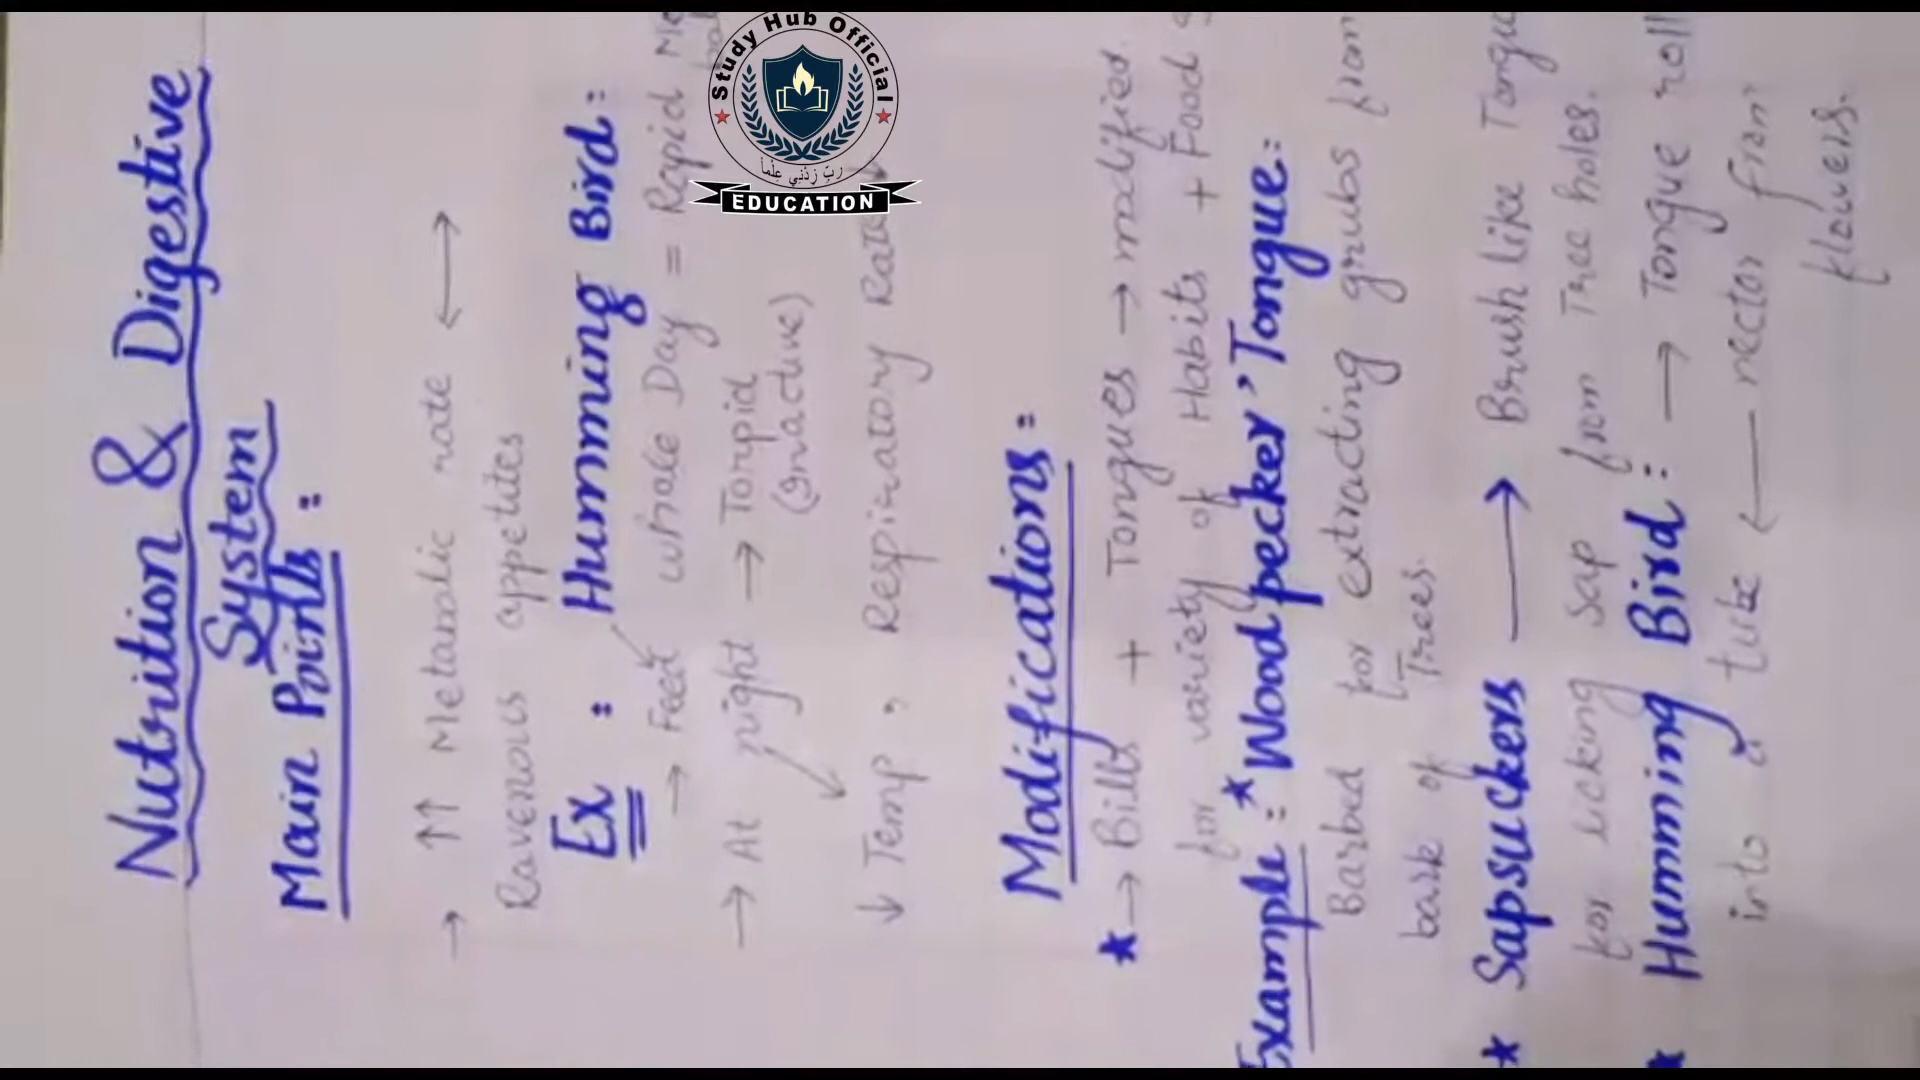 Nutrition & Digestive
System
Main Points :
→ ↑↑ Metabolic rate ⟷
Ravenous appetites
Ex : Humming Bird :
→ Feed whole Day = Rapid
→ At night → Torpid
(Inactive)
↓ Temp , Respiratory Rate
Modifications :
★→ Bills + Tongues → modified
for variety of Habits + Food
Example : * Woodpecker' Tongue :
Barbed for extracting grubs from
bark of Trees.
★ Sapsuckers → Brush like
for licking Sap from Tree holes.
★ Humming Bird : → Tongue roll
into a tube ← nector from
flowers.
Study Hub Official
رَبِّ زِدْنِي عِلْماً
EDUCATION